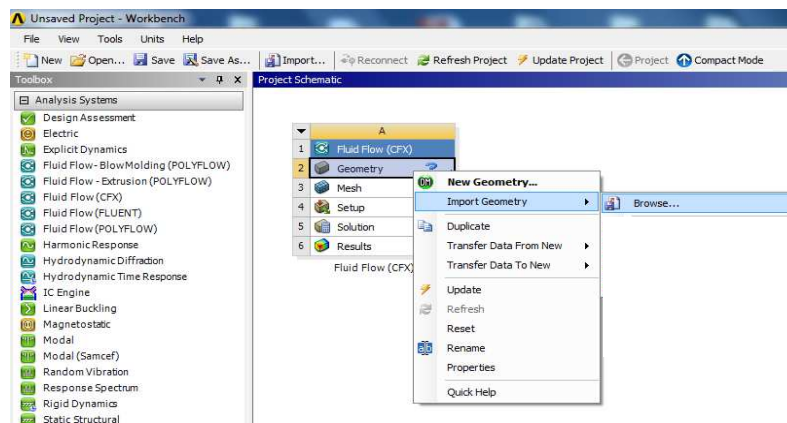 Unsaved Project - Workbench
File View Tools Units Help
New Open... Save Save As... Import... Reconnect Refresh Project Update Project Project Compact Mode
Toolbox
Project Schematic
Analysis Systems
Design Assessment
Electric
Explicit Dynamics
Fluid Flow- BlowMolding (POLYFLOW)
Fluid Flow - Extrusion (POLYFLOW)
Fluid Flow (CFX)
Fluid Flow (FLUENT)
Fluid Flow (POLYFLOW)
Harmonic Response
Hydrodynamic Diffraction
Hydrodynamic Time Response
IC Engine
Linear Buckling
Magnetostatic
Modal
Modal (Samcef)
Random Vibration
Response Spectrum
Rigid Dynamics
Static Structural
A
1 Fluid Flow (CFX)
2 Geometry
3 Mesh
4 Setup
5 Solution
6 Results
Fluid Flow (CFX)
New Geometry...
Import Geometry
Duplicate
Transfer Data From New
Transfer Data To New
Update
Refresh
Reset
Rename
Properties
Quick Help
Browse...